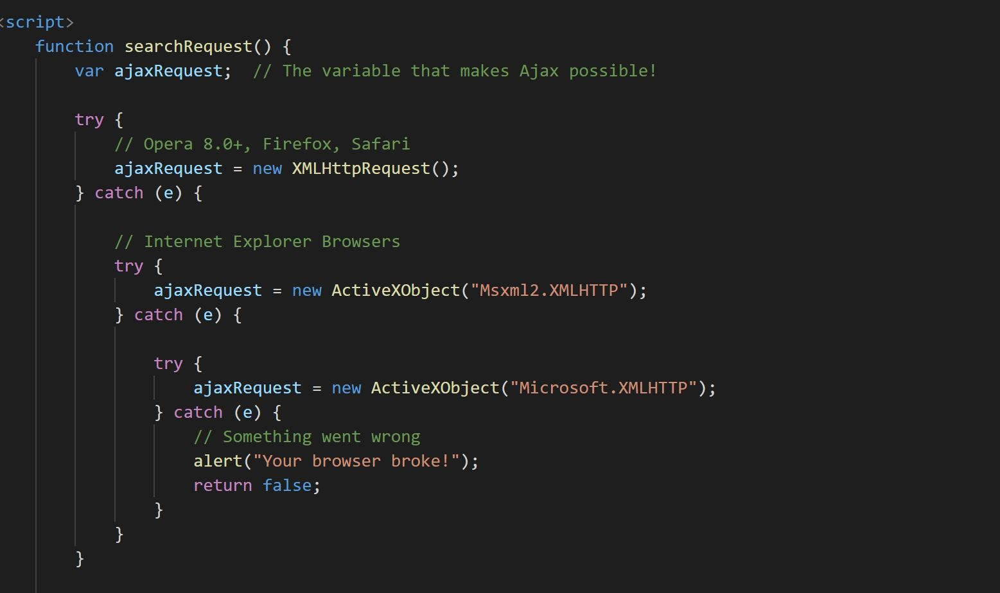 <script>
function searchRequest() {
var ajaxRequest;  // The variable that makes Ajax possible!
try {
// Opera 8.0+, Firefox, Safari
ajaxRequest = new XMLHttpRequest();
} catch (e) {
// Internet Explorer Browsers
try {
ajaxRequest = new ActiveXObject("Msxml2.XMLHTTP");
} catch (e) {
try {
ajaxRequest = new ActiveXObject("Microsoft.XMLHTTP");
} catch (e) {
// Something went wrong
alert("Your browser broke!");
return false;
}
}
}